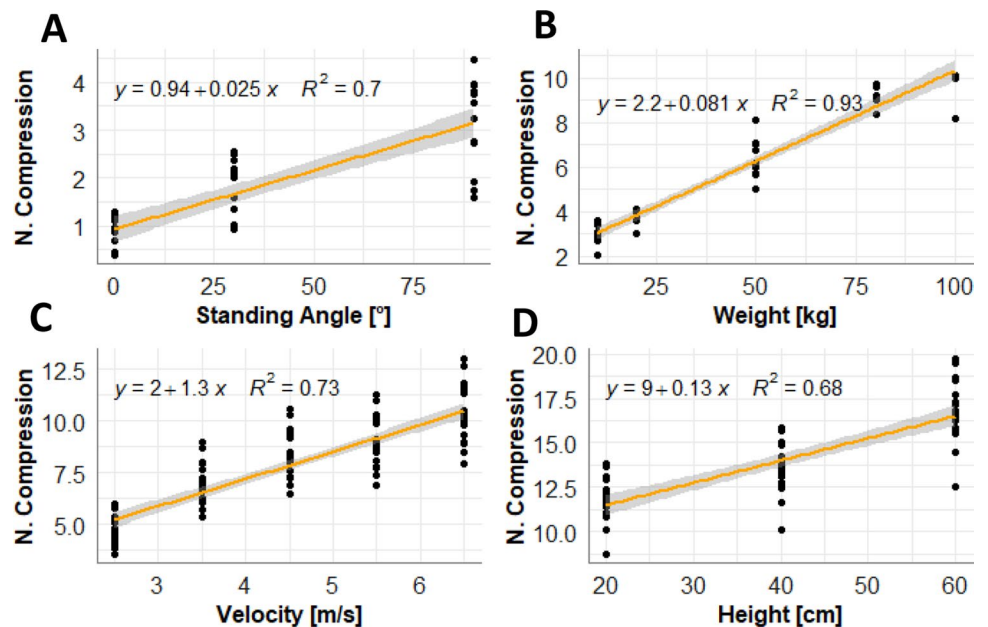 A
y = 0.94+0.025 x R² = 0.7
N. Compression
4
3
2
1
0 25 50 75
Standing Angle [°]
B
y = 2.2+0.081 x R² = 0.93
N. Compression
10
8
6
4
2
25 50 75 100
Weight [kg]
C
y = 2+1.3 x R² = 0.73
N. Compression
12.5
10.0
7.5
5.0
3 4 5 6
Velocity [m/s]
D
y = 9+0.13 x R² = 0.68
N. Compression
20.0
17.5
15.0
12.5
10.0
20 30 40 50 60
Height [cm]